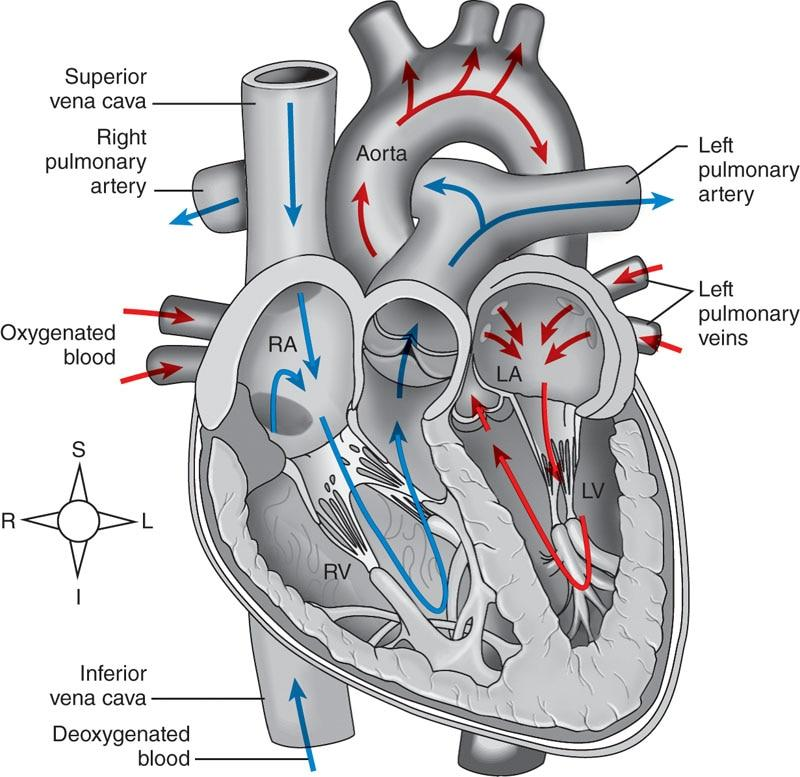 Superior
vena cava
Right
pulmonary
artery
Aorta
Left
pulmonary
artery
Oxygenated
blood
Left
pulmonary
veins
RA
LA
LV
RV
S
R
L
I
Inferior
vena cava
Deoxygenated
blood